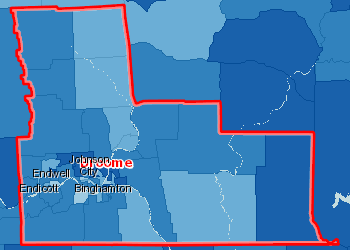 Johnson
City
Broome
Endwell
Endicott
Binghamton